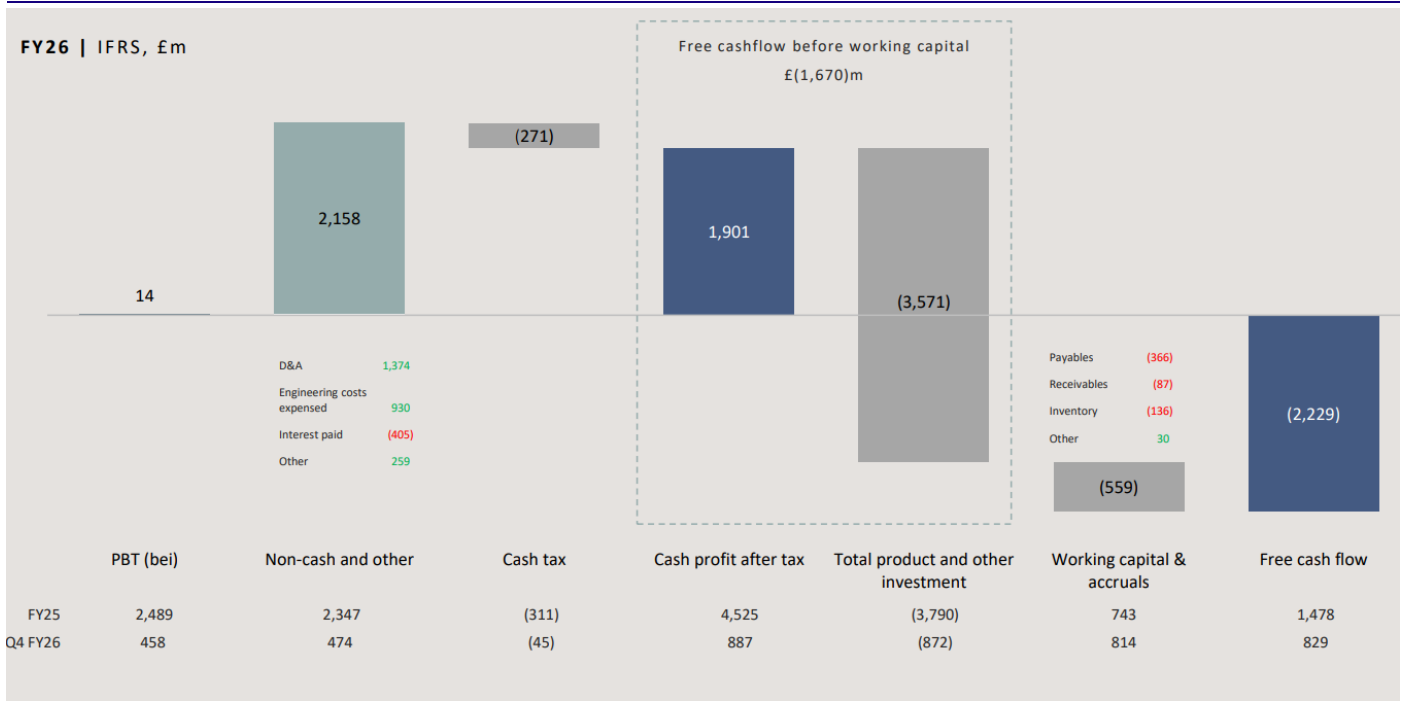 FY26 | IFRS, £m
Free cashflow before working capital
£(1,670)m
14
2,158
(271)
1,901
(3,571)
(559)
(2,229)
D&A 1,374
Engineering costs
expensed 930
Interest paid (405)
Other 259
Payables (366)
Receivables (87)
Inventory (136)
Other 30
PBT (bei) Non-cash and other Cash tax Cash profit after tax Total product and other Working capital & Free cash flow
investment accruals
FY25 2,489 2,347 (311) 4,525 (3,790) 743 1,478
Q4 FY26 458 474 (45) 887 (872) 814 829